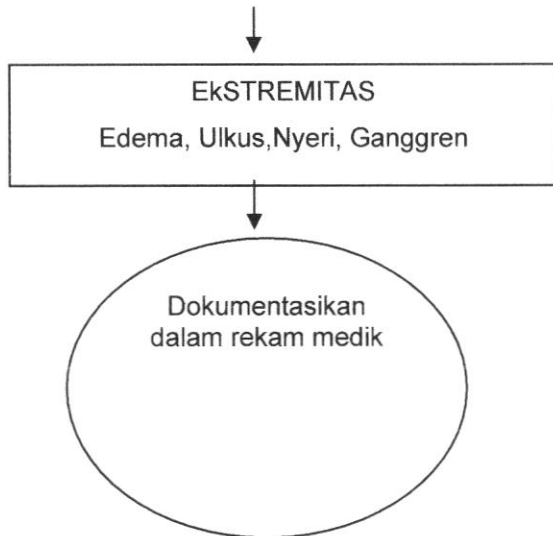 EkSTREMITAS
Edema, Ulkus,Nyeri, Ganggren
Dokumentasikan
dalam rekam medik